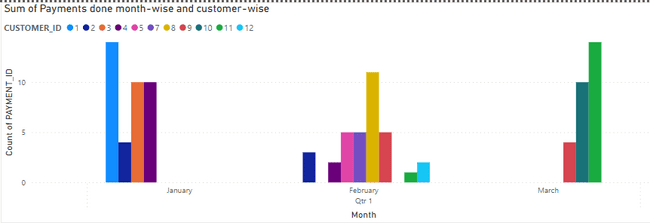 Sum of Payments done month-wise and customer-wise
CUSTOMER_ID 1 2 3 4 5 7 8 9 10 11 12
Count of PAYMENT_ID
10
5
0
January February March
Qtr 1
Month